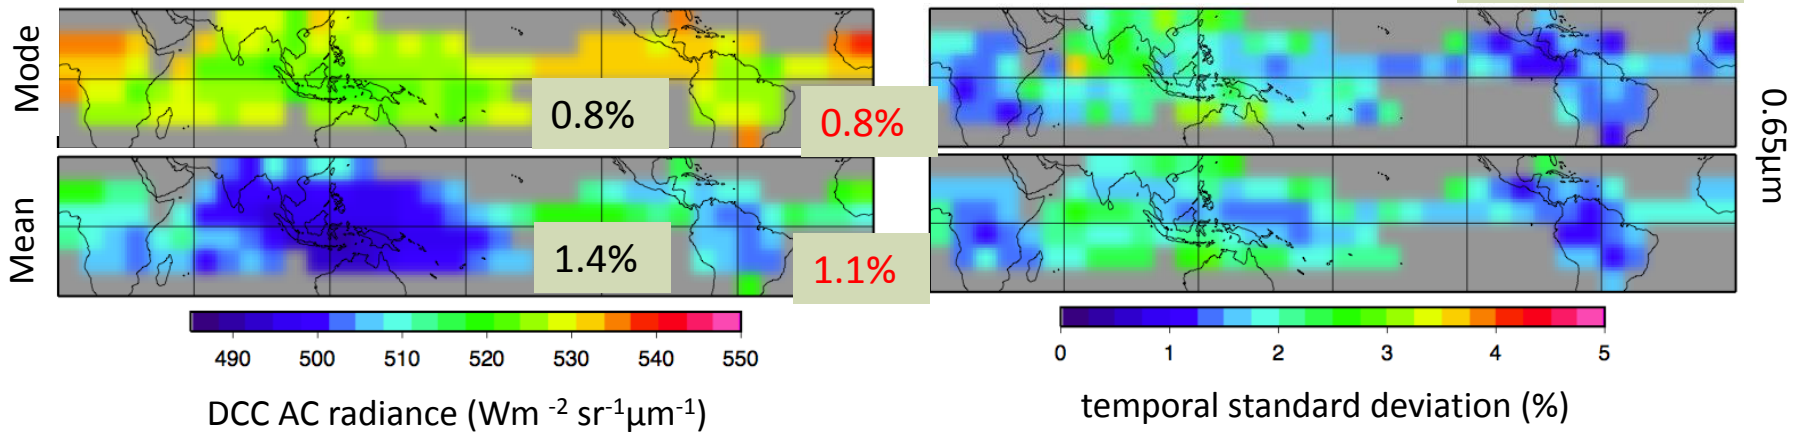 Mode
0.8%
0.8%
0.65µm
Mean
1.4%
1.1%
490 500 510 520 530 540 550
0 1 2 3 4 5
DCC AC radiance (Wm -2 sr-1µm-1)
temporal standard deviation (%)